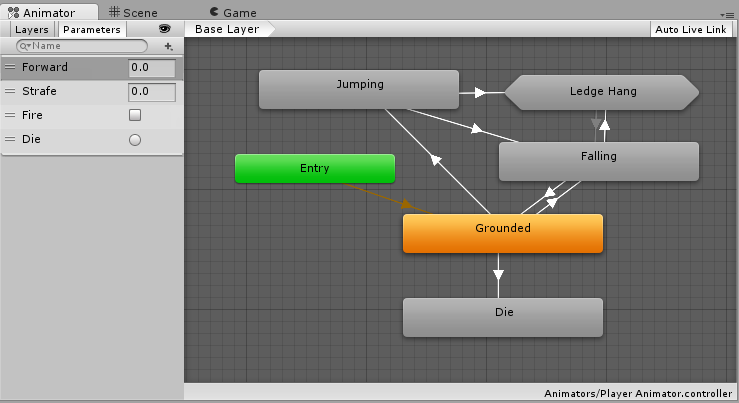 Animator
Scene
Game
Layers
Parameters
Base Layer
Auto Live Link
Name
Forward 0.0
Strafe 0.0
Fire
Die
Jumping
Ledge Hang
Falling
Entry
Grounded
Die
Animators/Player Animator.controller